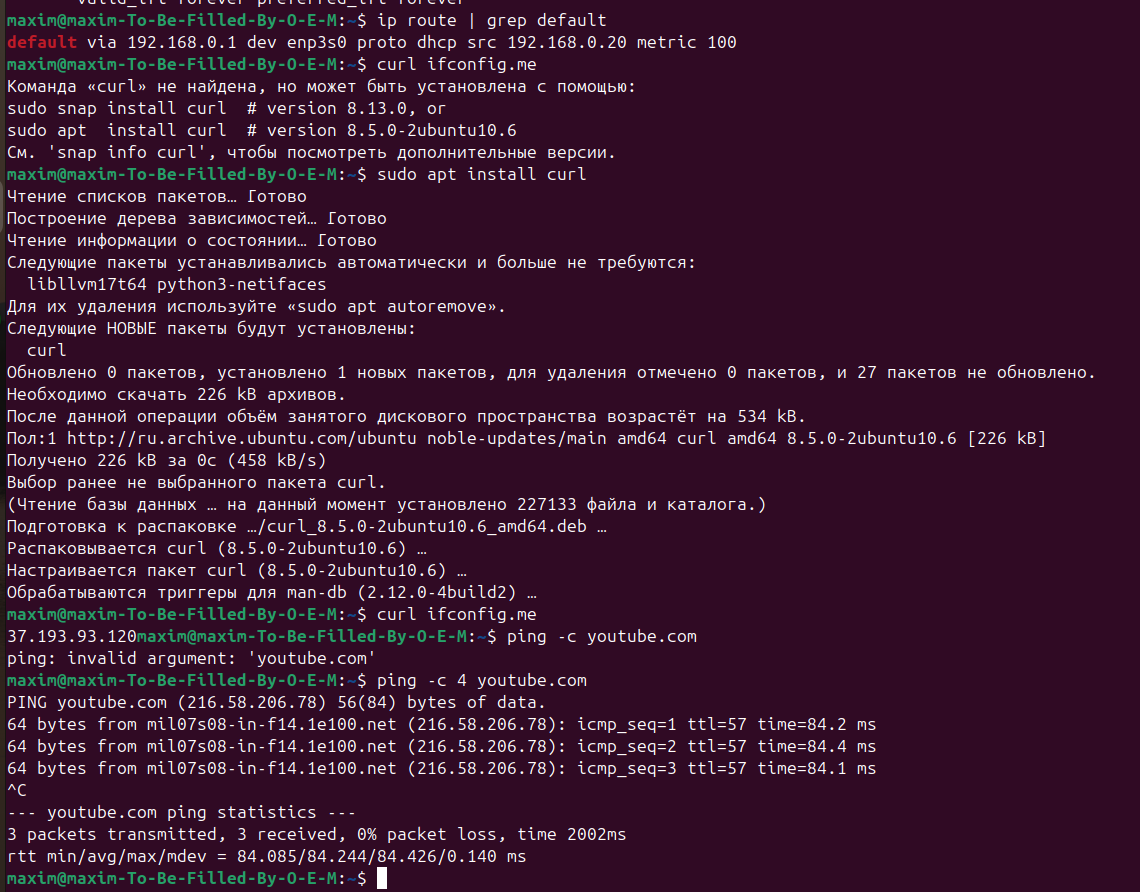 valid_lft forever preferred_lft forever
maxim@maxim-To-Be-Filled-By-O-E-M:~$ ip route | grep default
default via 192.168.0.1 dev enp3s0 proto dhcp src 192.168.0.20 metric 100
maxim@maxim-To-Be-Filled-By-O-E-M:~$ curl ifconfig.me
Команда «curl» не найдена, но может быть установлена с помощью:
sudo snap install curl  # version 8.13.0, or
sudo apt  install curl  # version 8.5.0-2ubuntu10.6
См. 'snap info curl', чтобы посмотреть дополнительные версии.
maxim@maxim-To-Be-Filled-By-O-E-M:~$ sudo apt install curl
Чтение списков пакетов… Готово
Построение дерева зависимостей… Готово
Чтение информации о состоянии… Готово
Следующие пакеты устанавливались автоматически и больше не требуются:
  libllvm17t64 python3-netifaces
Для их удаления используйте «sudo apt autoremove».
Следующие НОВЫЕ пакеты будут установлены:
  curl
Обновлено 0 пакетов, установлено 1 новых пакетов, для удаления отмечено 0 пакетов, и 27 пакетов не обновлено.
Необходимо скачать 226 kB архивов.
После данной операции объём занятого дискового пространства возрастёт на 534 kB.
Пол:1 http://ru.archive.ubuntu.com/ubuntu noble-updates/main amd64 curl amd64 8.5.0-2ubuntu10.6 [226 kB]
Получено 226 kB за 0с (458 kB/s)
Выбор ранее не выбранного пакета curl.
(Чтение базы данных … на данный момент установлено 227133 файла и каталога.)
Подготовка к распаковке …/curl_8.5.0-2ubuntu10.6_amd64.deb …
Распаковывается curl (8.5.0-2ubuntu10.6) …
Настраивается пакет curl (8.5.0-2ubuntu10.6) …
Обрабатываются триггеры для man-db (2.12.0-4build2) …
maxim@maxim-To-Be-Filled-By-O-E-M:~$ curl ifconfig.me
37.193.93.120maxim@maxim-To-Be-Filled-By-O-E-M:~$ ping -c youtube.com
ping: invalid argument: 'youtube.com'
maxim@maxim-To-Be-Filled-By-O-E-M:~$ ping -c 4 youtube.com
PING youtube.com (216.58.206.78) 56(84) bytes of data.
64 bytes from mil07s08-in-f14.1e100.net (216.58.206.78): icmp_seq=1 ttl=57 time=84.2 ms
64 bytes from mil07s08-in-f14.1e100.net (216.58.206.78): icmp_seq=2 ttl=57 time=84.4 ms
64 bytes from mil07s08-in-f14.1e100.net (216.58.206.78): icmp_seq=3 ttl=57 time=84.1 ms
^C
--- youtube.com ping statistics ---
3 packets transmitted, 3 received, 0% packet loss, time 2002ms
rtt min/avg/max/mdev = 84.085/84.244/84.426/0.140 ms
maxim@maxim-To-Be-Filled-By-O-E-M:~$